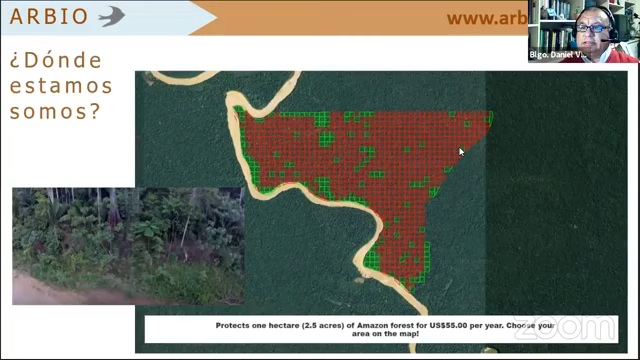 ARBIO
www.arb
Blgo. Daniel
¿Dónde
estamos
somos?
Protects one hectare (2.5 acres) of Amazon forest for US$55.00 per year. Choose your
area on the map!
zoom